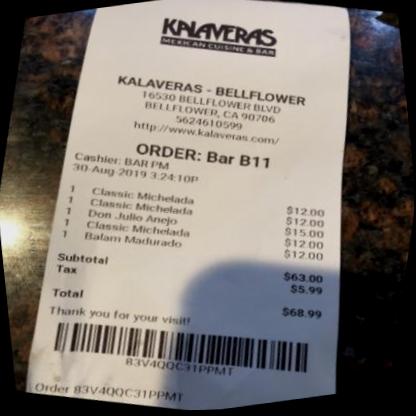 KALAVERAS
MEXICAN CUISINE & BAR
KALAVERAS - BELLFLOWER
16530 BELLFLOWER BLVD
BELLFLOWER, CA 90706
5624610599
http://www.kalaveras.com/
ORDER: Bar B11
Cashier: BAR PM
30-Aug-2019 3:24:10P
1 Classic Michelada $12.00
1 Classic Michelada $12.00
1 Don Julio Anejo $15.00
1 Classic Michelada $12.00
1 Balam Madurado $12.00
Subtotal $63.00
Tax $5.99
Total $68.99
Thank you for your visit!
83V4QQC31PPMT
Order 83V4QQC31PPMT